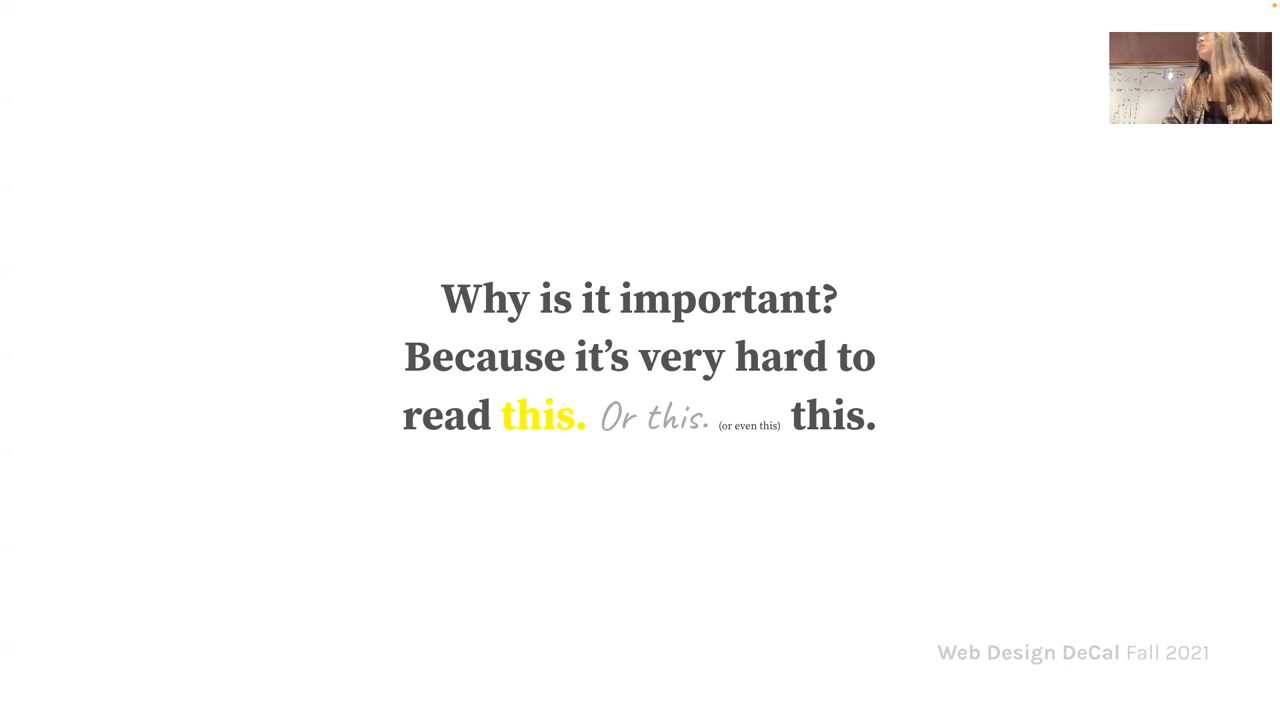 Why is it important?
Because it’s very hard to
read this. Or this. (or even this) this.
Web Design DeCal Fall 2021